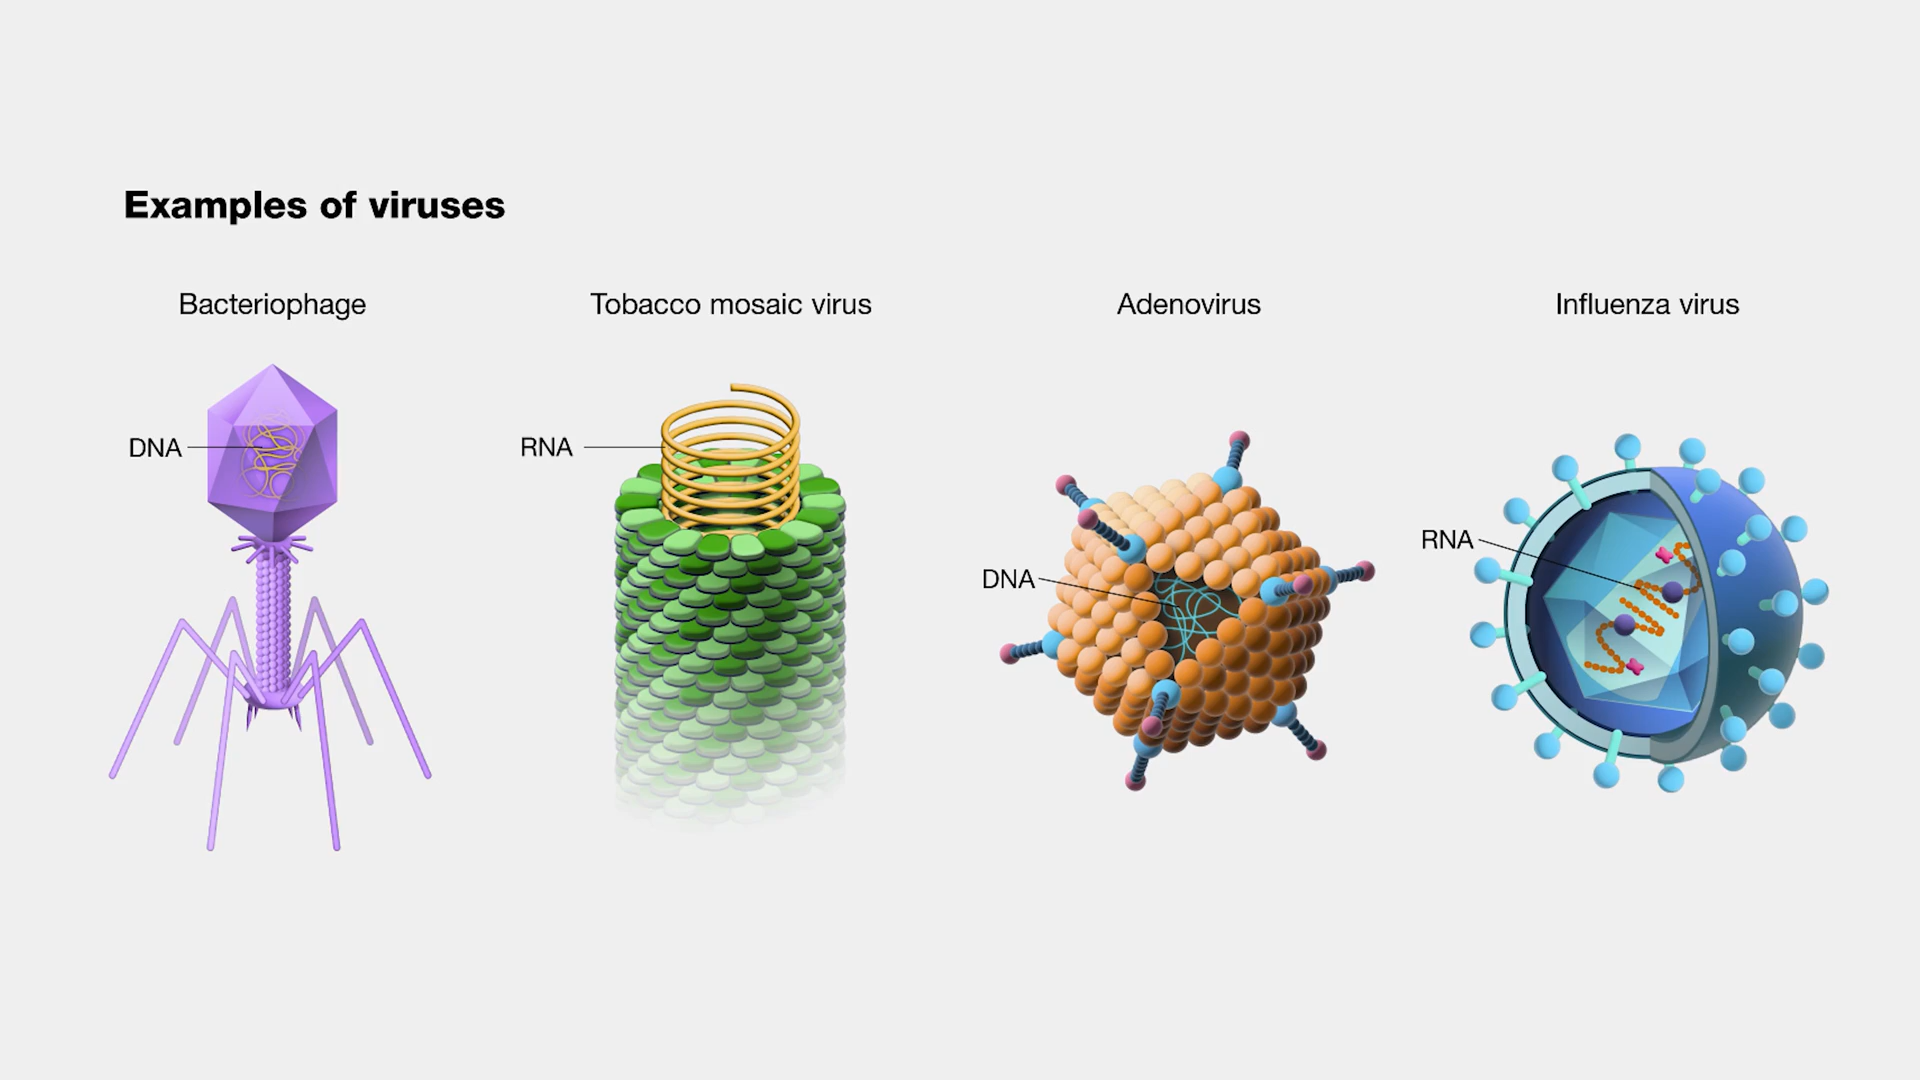 Examples of viruses
Bacteriophage
Tobacco mosaic virus
Adenovirus
Influenza virus
DNA
RNA
DNA
RNA